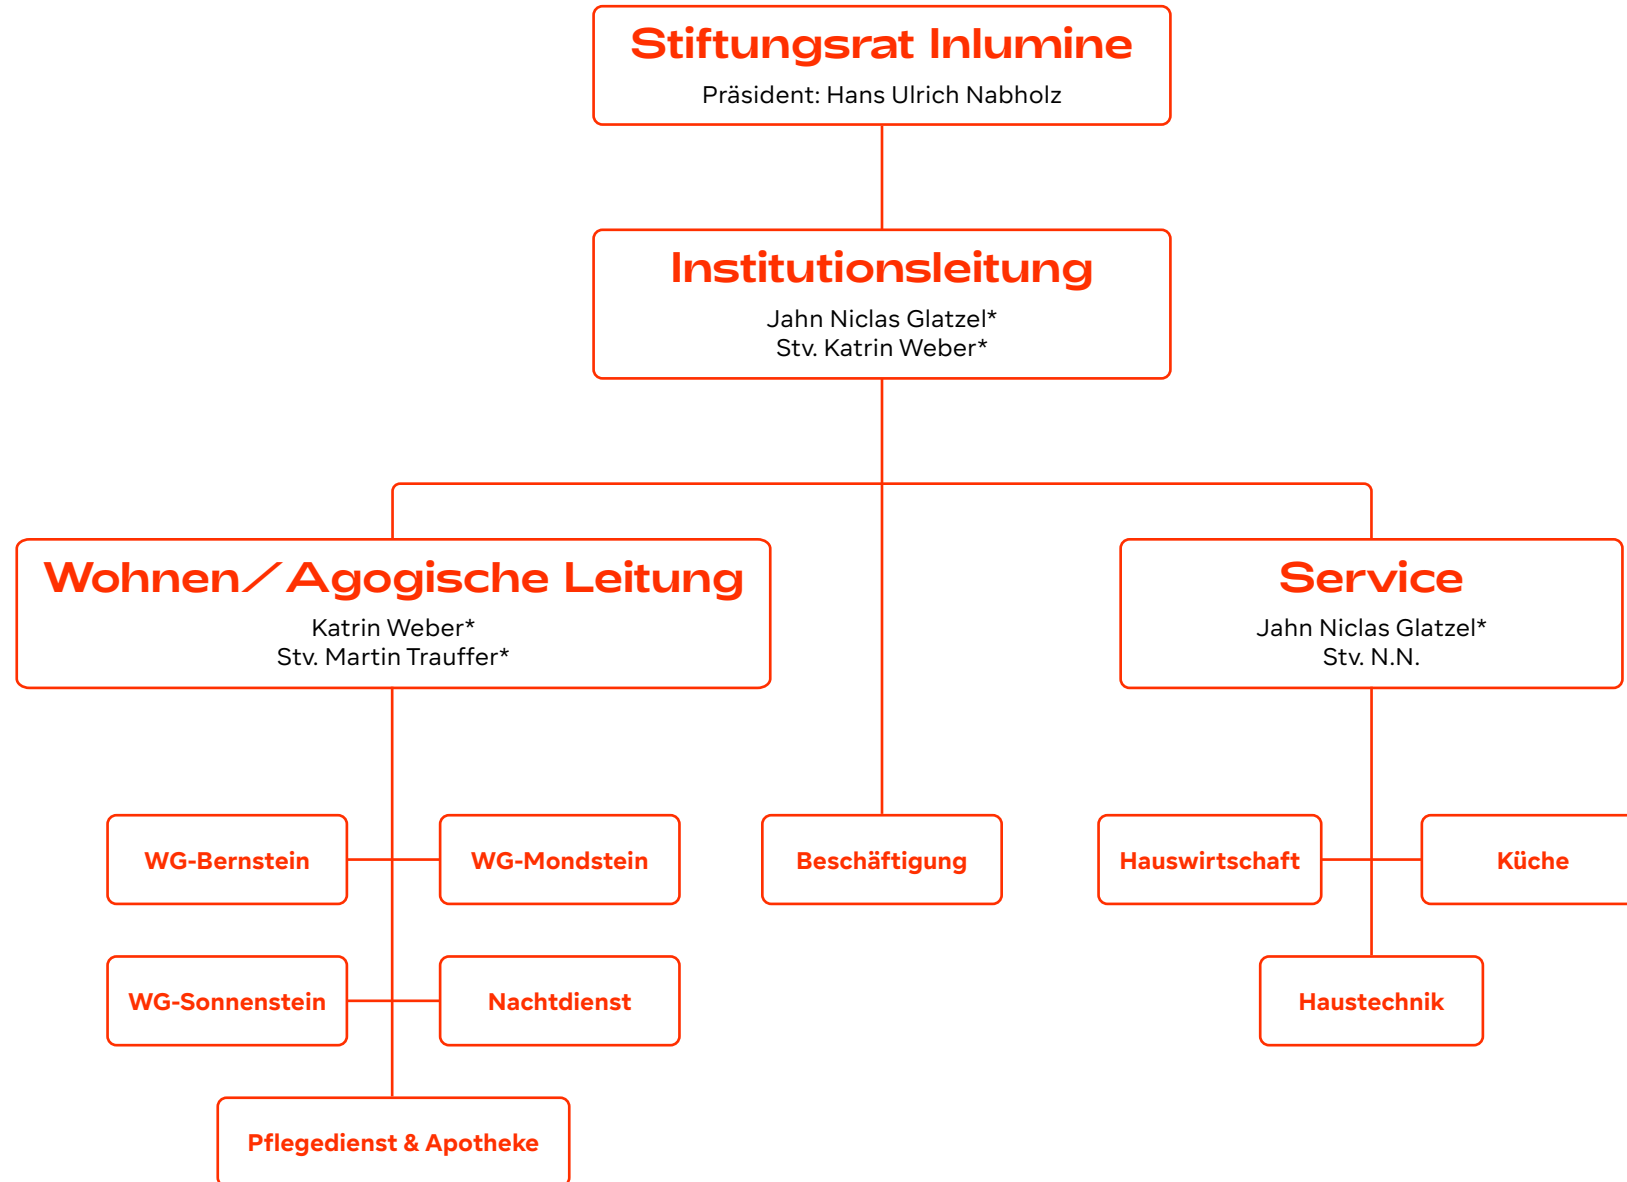 Stiftungsrat Inlumine
Präsident: Hans Ulrich Nabholz
Institutionsleitung
Jahn Niclas Glatzel*
Stv. Katrin Weber*
Wohnen/Agogische Leitung
Katrin Weber*
Stv. Martin Trauffer*
Service
Jahn Niclas Glatzel*
Stv. N.N.
WG-Bernstein
WG-Mondstein
Beschäftigung
Hauswirtschaft
Küche
WG-Sonnenstein
Nachtdienst
Haustechnik
Pflegedienst & Apotheke